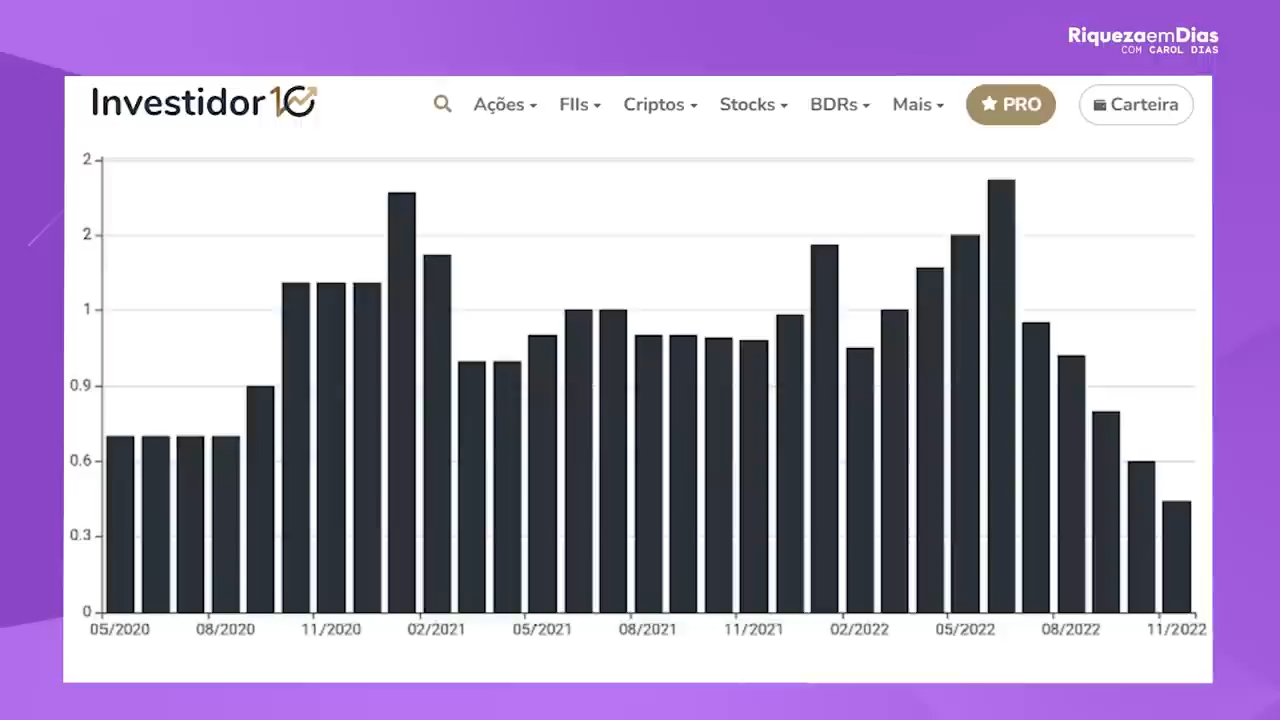 RiquezaemDias
COM CAROL DIAS
Investidor 10
Ações FIIs Criptos Stocks BDRs Mais PRO Carteira
2
2
1
0.9
0.6
0.3
0
05/2020 08/2020 11/2020 02/2021 05/2021 08/2021 11/2021 02/2022 05/2022 08/2022 11/2022